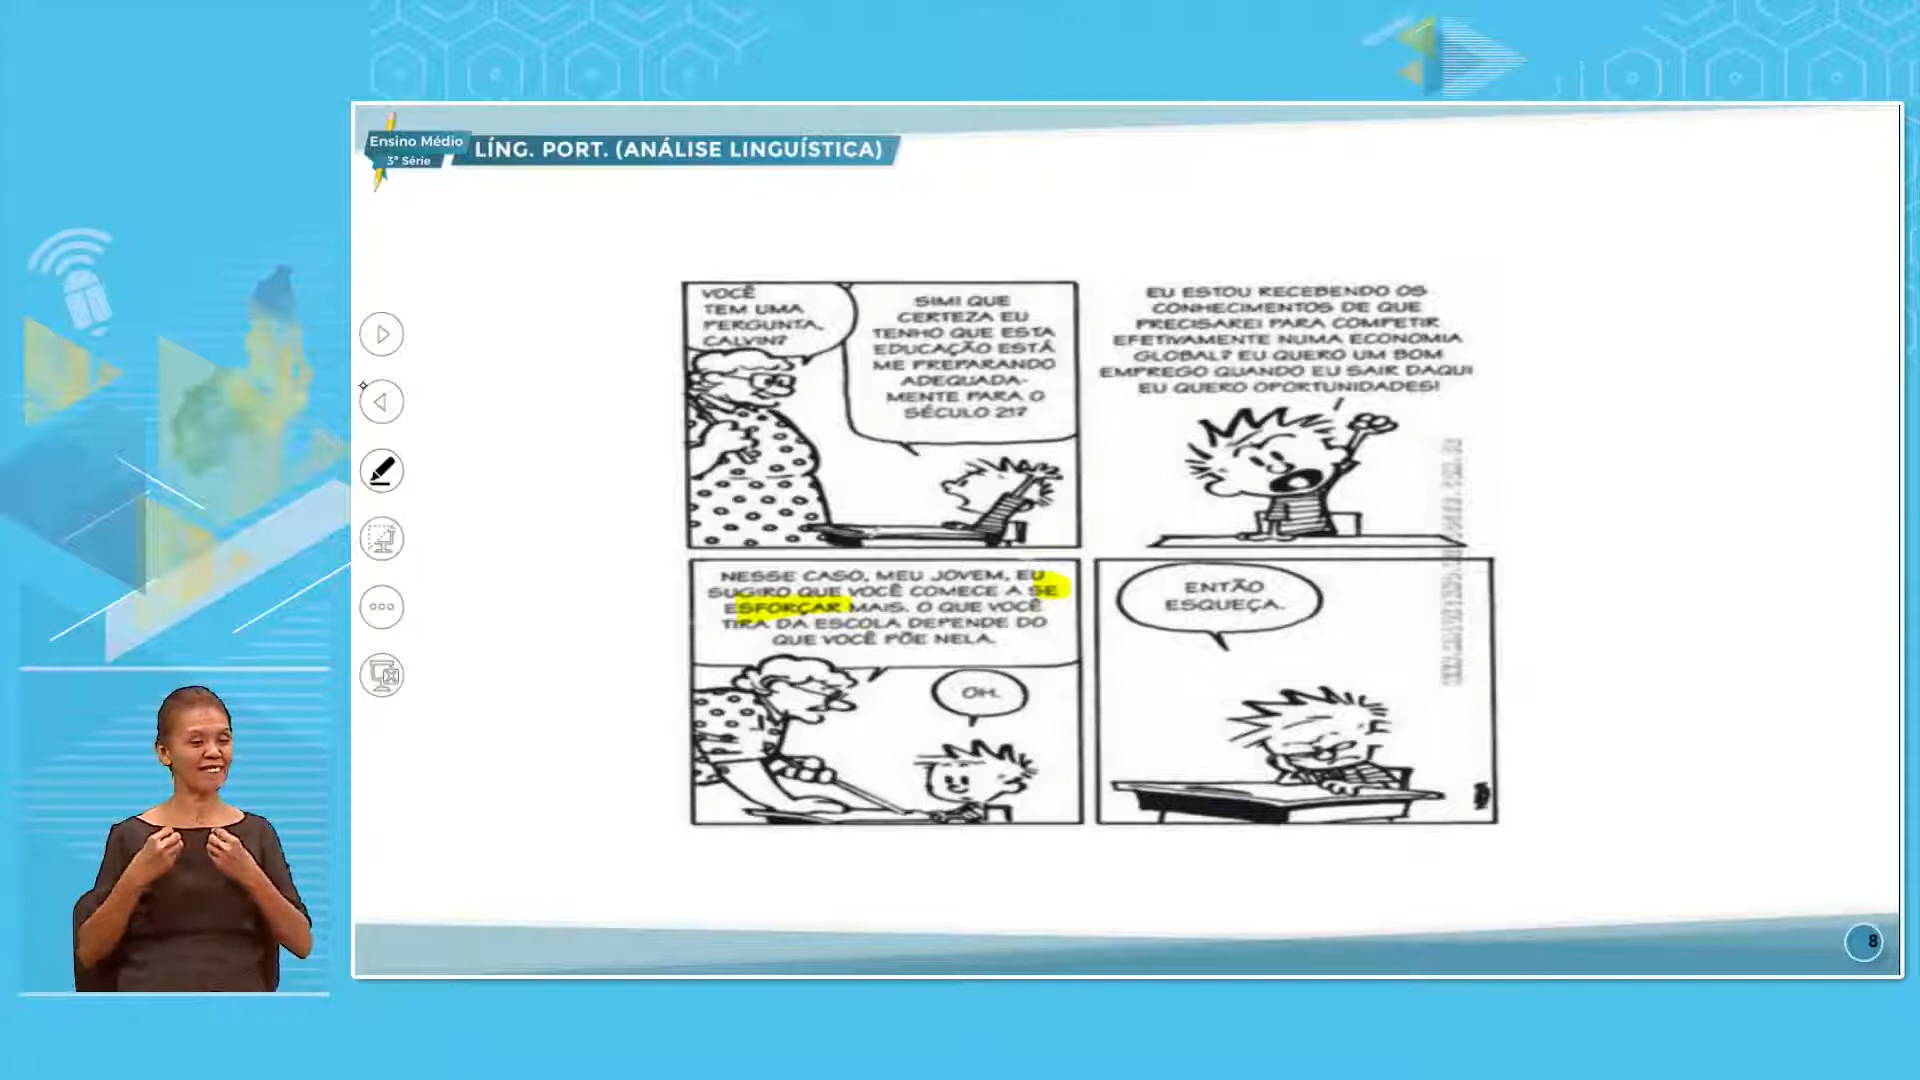 Ensino Médio
3ª Série
LÍNG. PORT. (ANÁLISE LINGUÍSTICA)
VOCÊ
TEM UMA
PERGUNTA,
CALVIN?
SIM! QUE
CERTEZA EU
TENHO QUE ESTA
EDUCAÇÃO ESTÁ
ME PREPARANDO
ADEQUADA-
MENTE PARA O
SÉCULO 21?
EU ESTOU RECEBENDO OS
CONHECIMENTOS DE QUE
PRECISAREI PARA COMPETIR
EFETIVAMENTE NUMA ECONOMIA
GLOBAL? EU QUERO UM BOM
EMPREGO QUANDO EU SAIR DAQUI
EU QUERO OPORTUNIDADES!
NESSE CASO, MEU JOVEM, EU
SUGIRO QUE VOCÊ COMECE A SE
ESFORÇAR MAIS. O QUE VOCÊ
TIRA DA ESCOLA DEPENDE DO
QUE VOCÊ PÕE NELA.
OH.
ENTÃO
ESQUEÇA.
8